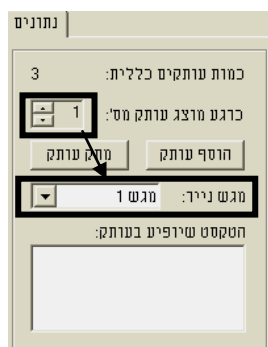 נתונים
כמות עותקים כללית: 3
כרגע מוצג עותק מס': 1
הוסף עותק מחק עותק
מגש נייר: מגש 1
הטקסט שיופיע בעותק: